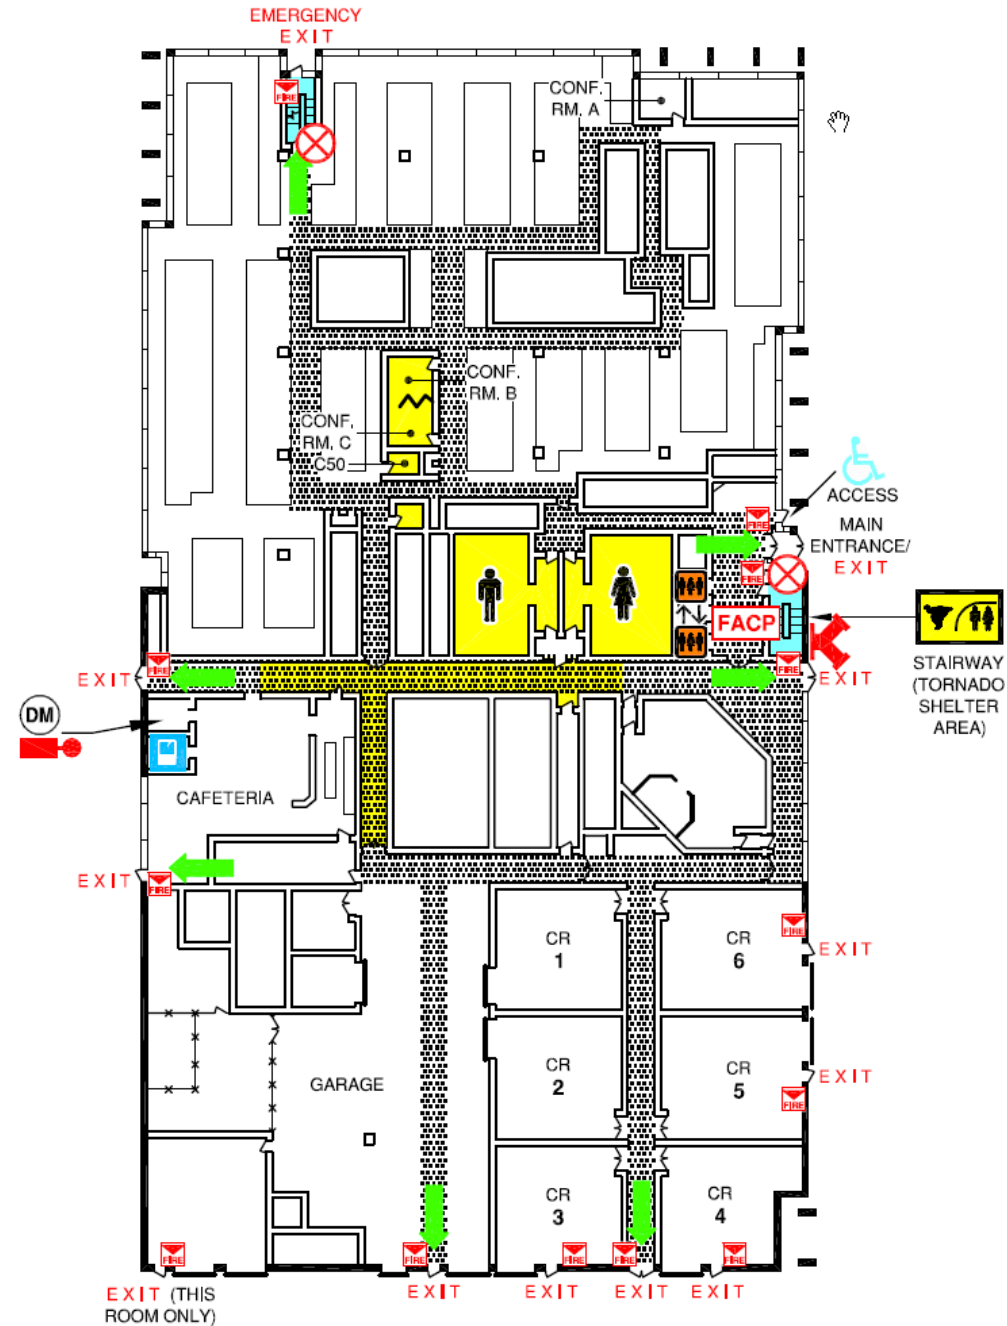 EMERGENCY
EXIT
FIRE
CONF.
RM. A
CONF.
RM. B
CONF.
RM. C
C50
ACCESS
FIRE
MAIN
ENTRANCE/
EXIT
FIRE
FACP
STAIRWAY
(TORNADO
SHELTER
AREA)
FIRE
EXIT
FIRE
EXIT
DM
CAFETERIA
EXIT
FIRE
CR
1
CR
6
FIRE
EXIT
CR
2
CR
5
EXIT
FIRE
GARAGE
CR
3
CR
4
FIRE
FIRE
FIRE
FIRE
FIRE
EXIT (THIS
ROOM ONLY)
EXIT
EXIT
EXIT
EXIT